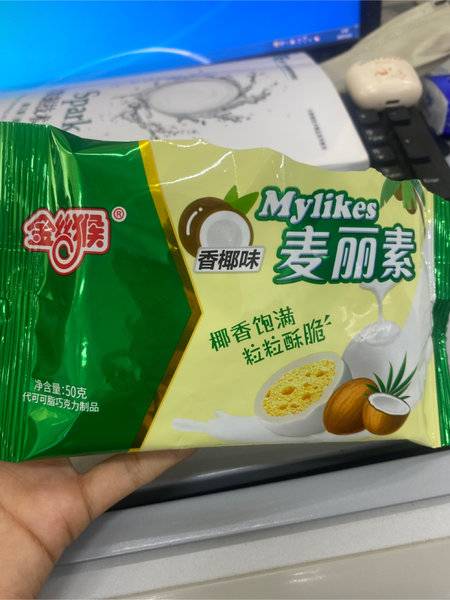 Spark
金丝猴®
Mylikes
香椰味
麦丽素
椰香饱满
粒粒酥脆
净含量:50克
代可可脂巧克力制品